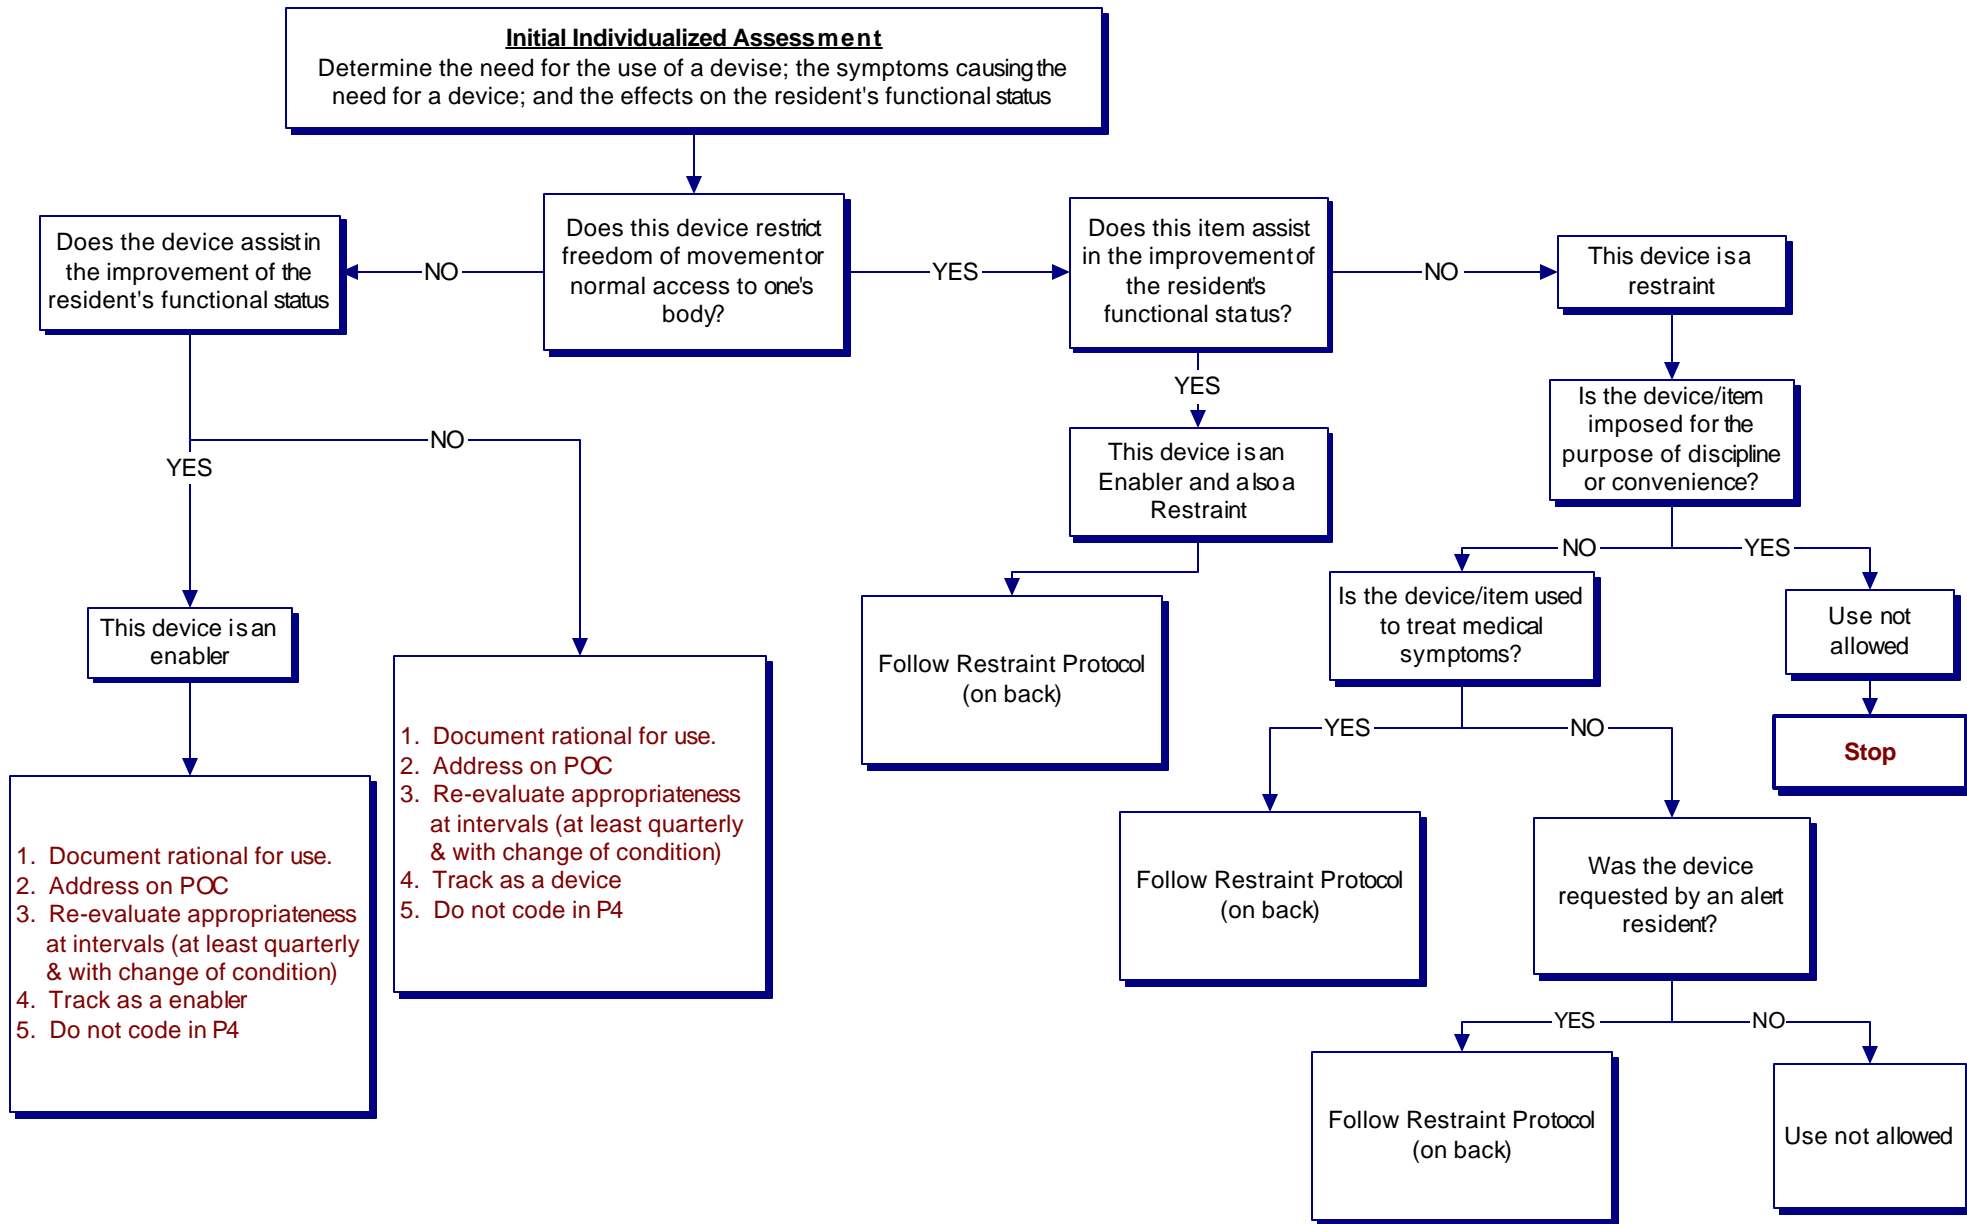 Initial Individualized Assessment
Determine the need for the use of a devise; the symptoms causing the
need for a device; and the effects on the resident's functional status
Does the device assist in
the improvement of the
resident's functional status
NO
Does this device restrict
freedom of movement or
normal access to one's
body?
YES
Does this item assist
in the improvement of
the resident's
functional status?
NO
This device is a
restraint
YES
NO
YES
This device is an
Enabler and also a
Restraint
Is the device/item
imposed for the
purpose of discipline
or convenience?
NO
YES
This device is an
enabler
Follow Restraint Protocol
(on back)
Is the device/item used
to treat medical
symptoms?
Use not
allowed
Stop
YES
NO
1. Document rational for use.
2. Address on POC
3. Re-evaluate appropriateness
at intervals (at least quarterly
& with change of condition)
4. Track as a enabler
5. Do not code in P4
1. Document rational for use.
2. Address on POC
3. Re-evaluate appropriateness
at intervals (at least quarterly
& with change of condition)
4. Track as a device
5. Do not code in P4
Follow Restraint Protocol
(on back)
Was the device
requested by an alert
resident?
YES
NO
Follow Restraint Protocol
(on back)
Use not allowed